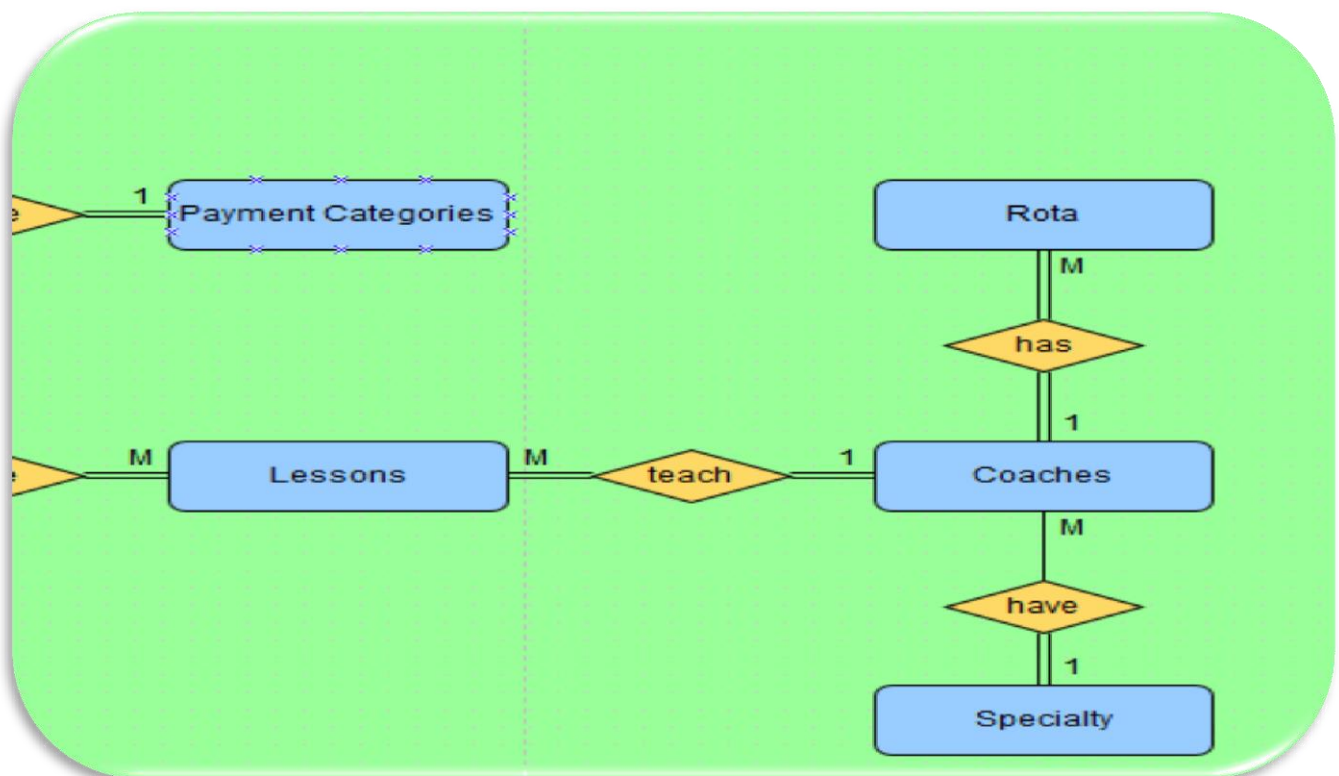 1
Payment Categories
Rota
M
has
1
e
M
Lessons
M
teach
1
Coaches
M
have
1
Specialty